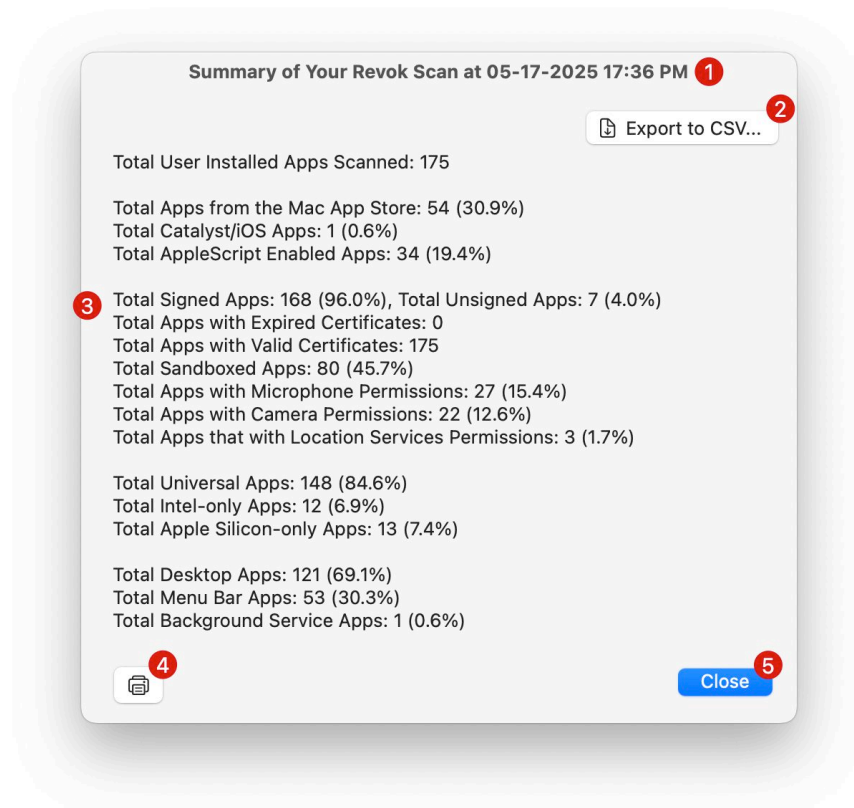 Summary of Your Revok Scan at 05-17-2025 17:36 PM 1
2
Export to CSV...
Total User Installed Apps Scanned: 175
Total Apps from the Mac App Store: 54 (30.9%)
Total Catalyst/iOS Apps: 1 (0.6%)
Total AppleScript Enabled Apps: 34 (19.4%)
3 Total Signed Apps: 168 (96.0%), Total Unsigned Apps: 7 (4.0%)
Total Apps with Expired Certificates: 0
Total Apps with Valid Certificates: 175
Total Sandboxed Apps: 80 (45.7%)
Total Apps with Microphone Permissions: 27 (15.4%)
Total Apps with Camera Permissions: 22 (12.6%)
Total Apps that with Location Services Permissions: 3 (1.7%)
Total Universal Apps: 148 (84.6%)
Total Intel-only Apps: 12 (6.9%)
Total Apple Silicon-only Apps: 13 (7.4%)
Total Desktop Apps: 121 (69.1%)
Total Menu Bar Apps: 53 (30.3%)
Total Background Service Apps: 1 (0.6%)
4
5
Close